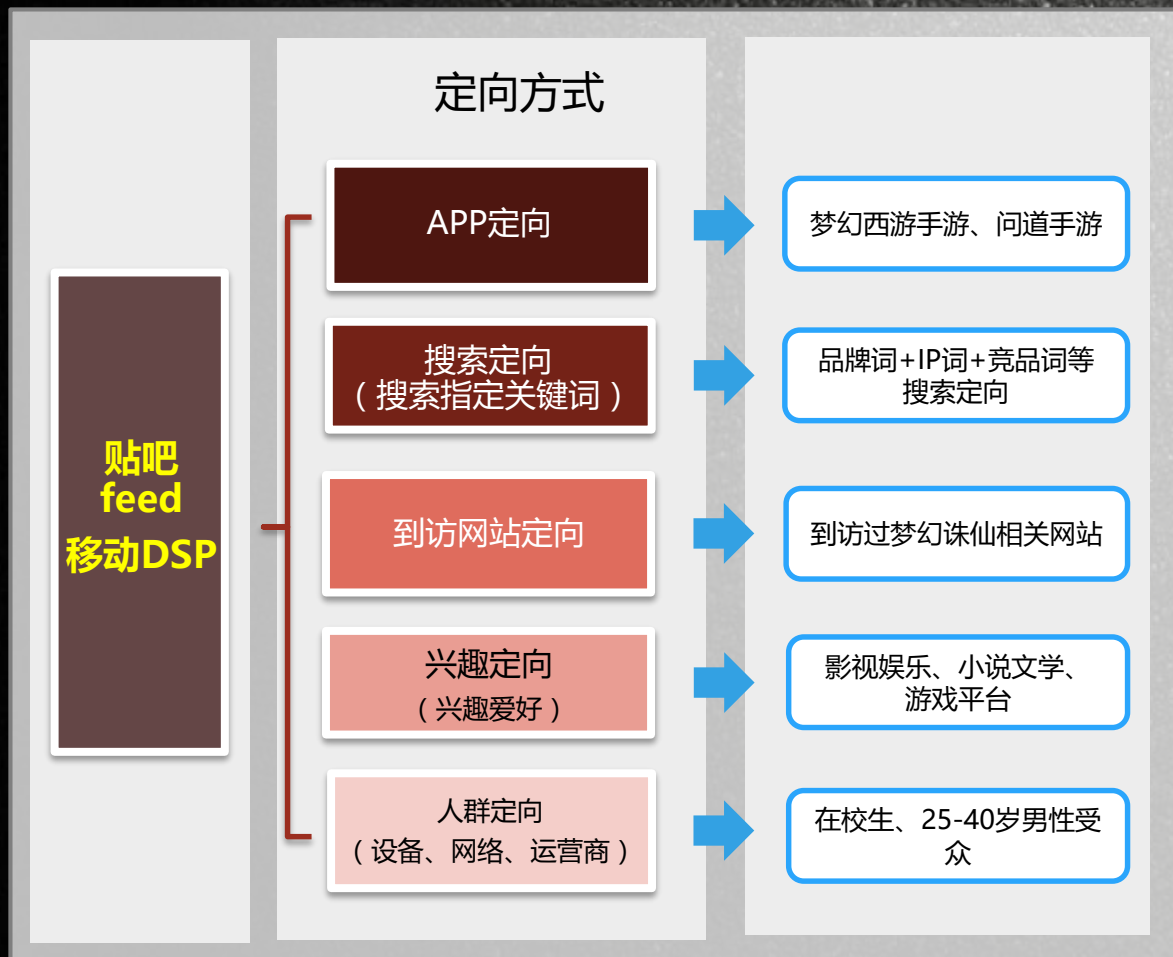 定向方式
贴吧
feed
移动DSP
APP定向
梦幻西游手游、问道手游
搜索定向
（搜索指定关键词）
品牌词+IP词+竞品词等
搜索定向
到访网站定向
到访过梦幻诛仙相关网站
兴趣定向
（兴趣爱好）
影视娱乐、小说文学、
游戏平台
人群定向
（设备、网络、运营商）
在校生、25-40岁男性受
众